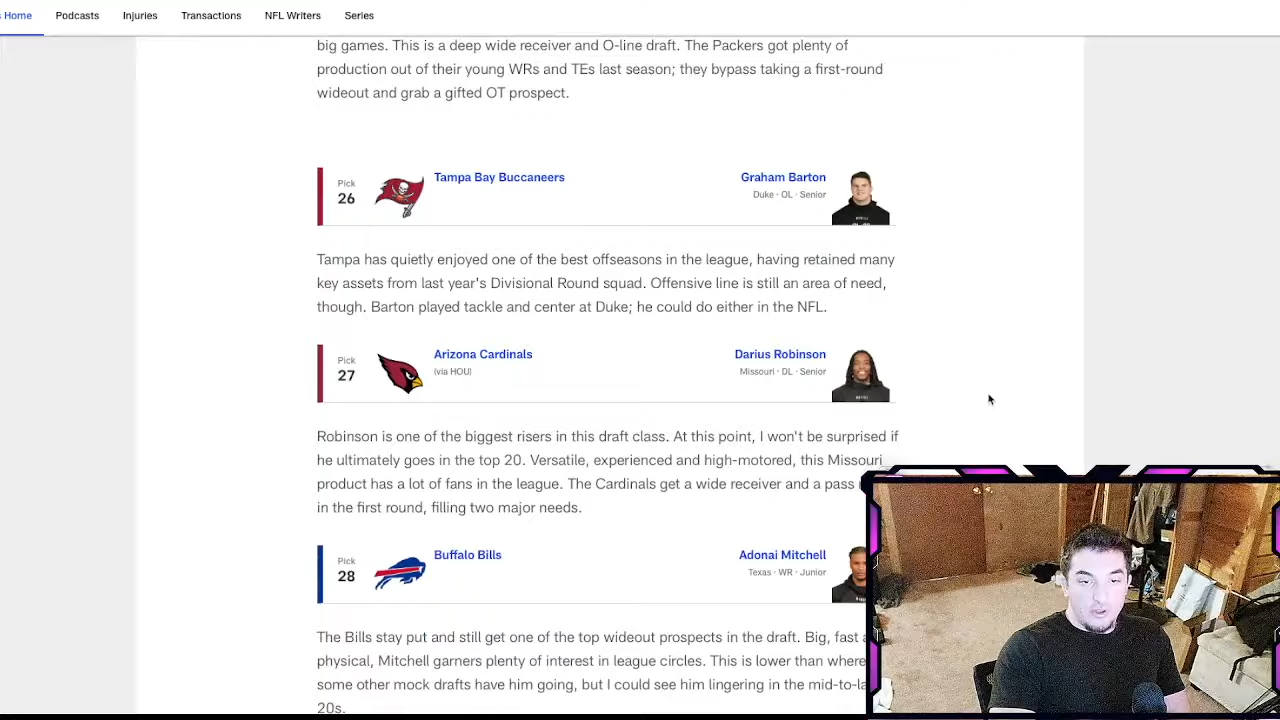 Home
Podcasts
Injuries
Transactions
NFL Writers
Series
big games. This is a deep wide receiver and O-line draft. The Packers got plenty of
production out of their young WRs and TEs last season; they bypass taking a first-round
wideout and grab a gifted OT prospect.
Pick
26
Tampa Bay Buccaneers
Graham Barton
Duke · OL · Senior
Tampa has quietly enjoyed one of the best offseasons in the league, having retained many
key assets from last year's Divisional Round squad. Offensive line is still an area of need,
though. Barton played tackle and center at Duke; he could do either in the NFL.
Pick
27
Arizona Cardinals
(via HOU)
Darius Robinson
Missouri · DL · Senior
Robinson is one of the biggest risers in this draft class. At this point, I won't be surprised if
he ultimately goes in the top 20. Versatile, experienced and high-motored, this Missouri
product has a lot of fans in the league. The Cardinals get a wide receiver and a pass
in the first round, filling two major needs.
Pick
28
Buffalo Bills
Adonai Mitchell
Texas · WR · Junior
The Bills stay put and still get one of the top wideout prospects in the draft. Big, fast
physical, Mitchell garners plenty of interest in league circles. This is lower than where
some other mock drafts have him going, but I could see him lingering in the mid-to-
20s.